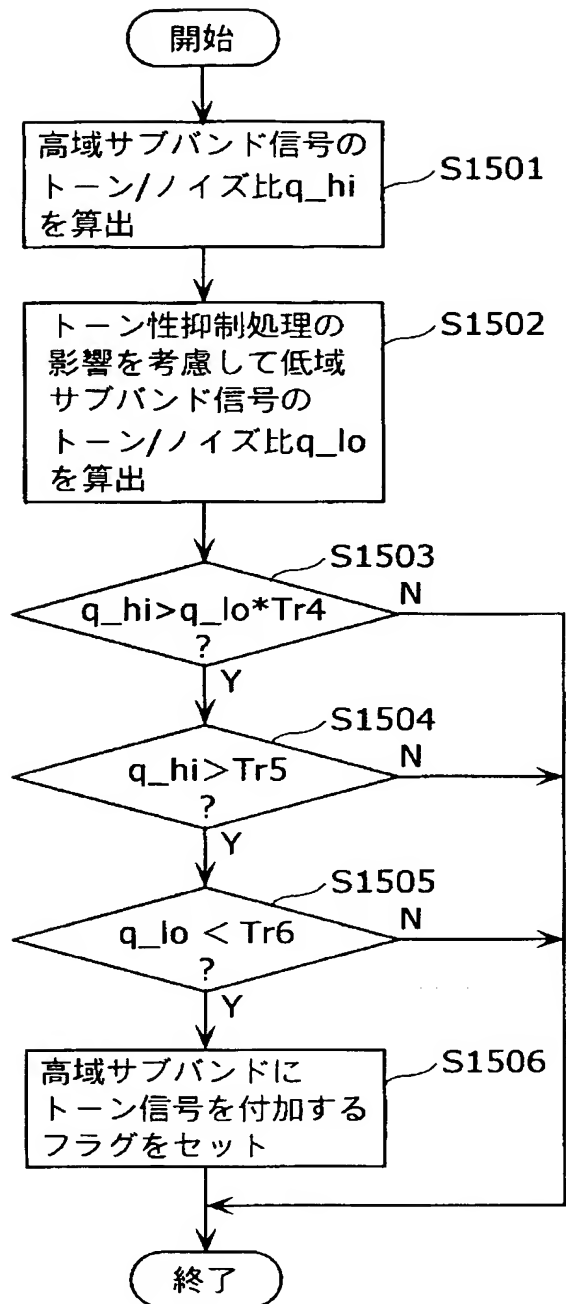 開始
高域サブバンド信号の
トーン/ノイズ比q_hi
を算出
S1501
トーン性抑制処理の
影響を考慮して低域
サブバンド信号の
トーン/ノイズ比q_lo
を算出
S1502
S1503
q_hi>q_lo*Tr4
?
N
Y
S1504
q_hi>Tr5
?
N
Y
S1505
q_lo < Tr6
?
N
Y
高域サブバンドに
トーン信号を付加する
フラグをセット
S1506
終了